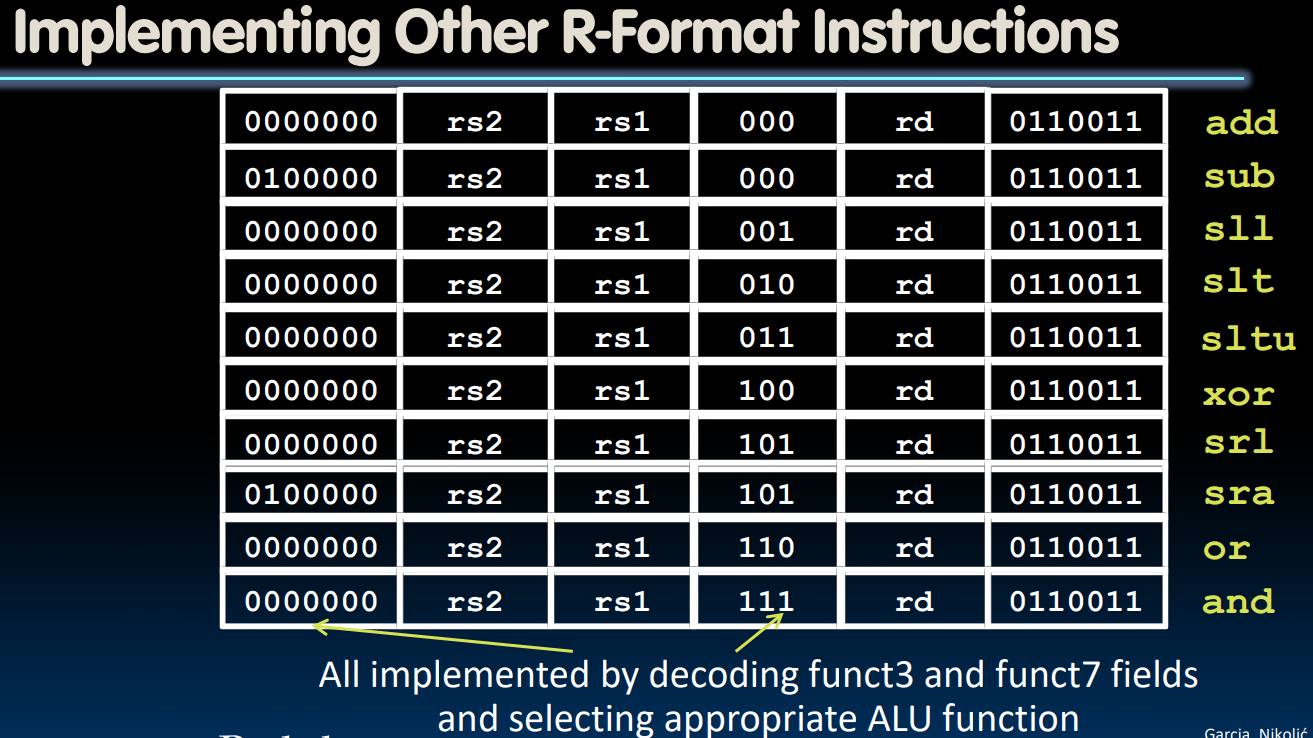 Implementing Other R-Format Instructions
0000000 rs2 rs1 000 rd 0110011 add
0100000 rs2 rs1 000 rd 0110011 sub
0000000 rs2 rs1 001 rd 0110011 sll
0000000 rs2 rs1 010 rd 0110011 slt
0000000 rs2 rs1 011 rd 0110011 sltu
0000000 rs2 rs1 100 rd 0110011 xor
0000000 rs2 rs1 101 rd 0110011 srl
0100000 rs2 rs1 101 rd 0110011 sra
0000000 rs2 rs1 110 rd 0110011 or
0000000 rs2 rs1 111 rd 0110011 and
All implemented by decoding funct3 and funct7 fields
and selecting appropriate ALU function
Garcia, Nikolić